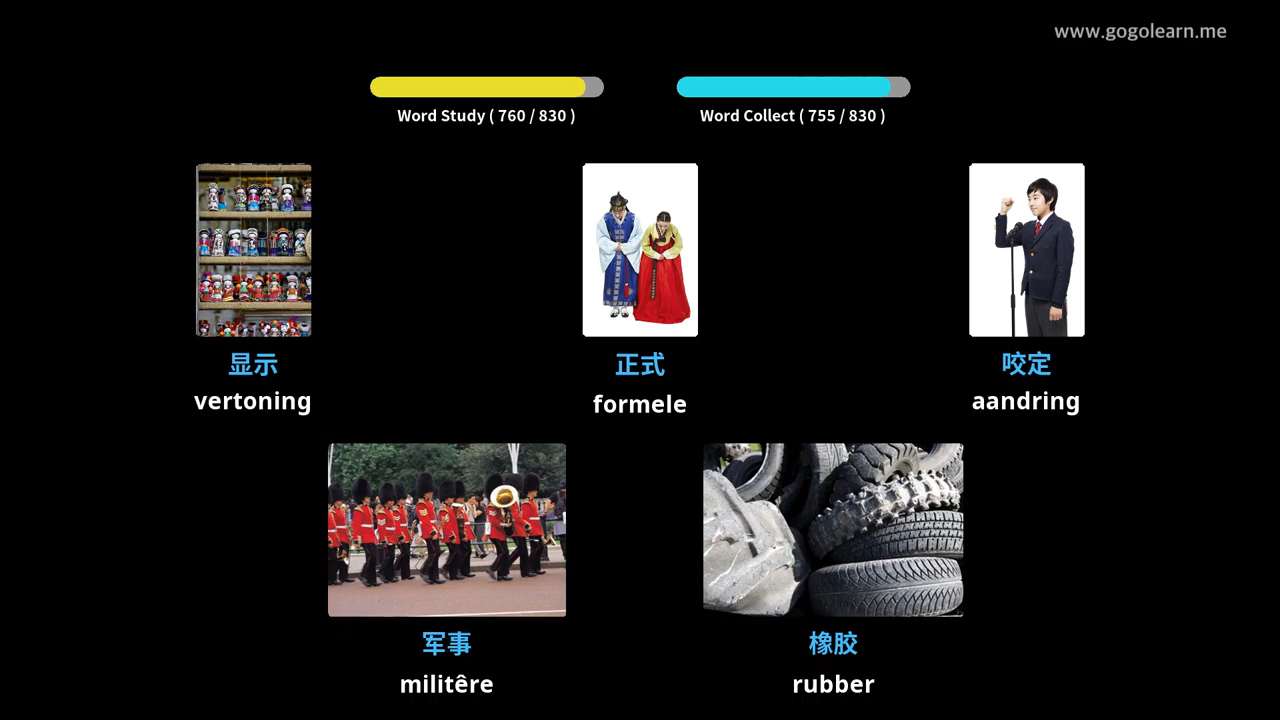 www.gogolearn.me
Word Study ( 760 / 830 )
Word Collect ( 755 / 830 )
显示
vertoning
正式
formele
咬定
aandring
军事
militêre
橡胶
rubber